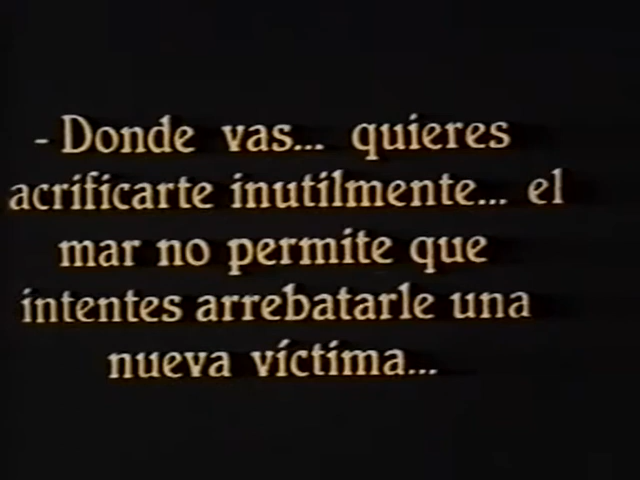 - Donde vas... quieres
acrificarte inutilmente... el
mar no permite que
intentes arrebatarle una
nueva víctima...